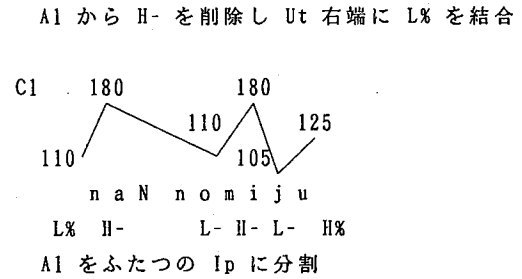 A1 から H- を削除し Ut 右端に L% を結合
C1 180 180
110 125
110 105
n a N n o m i j u
L% H- L- H- L- H%
A1 をふたつの Ip に分割